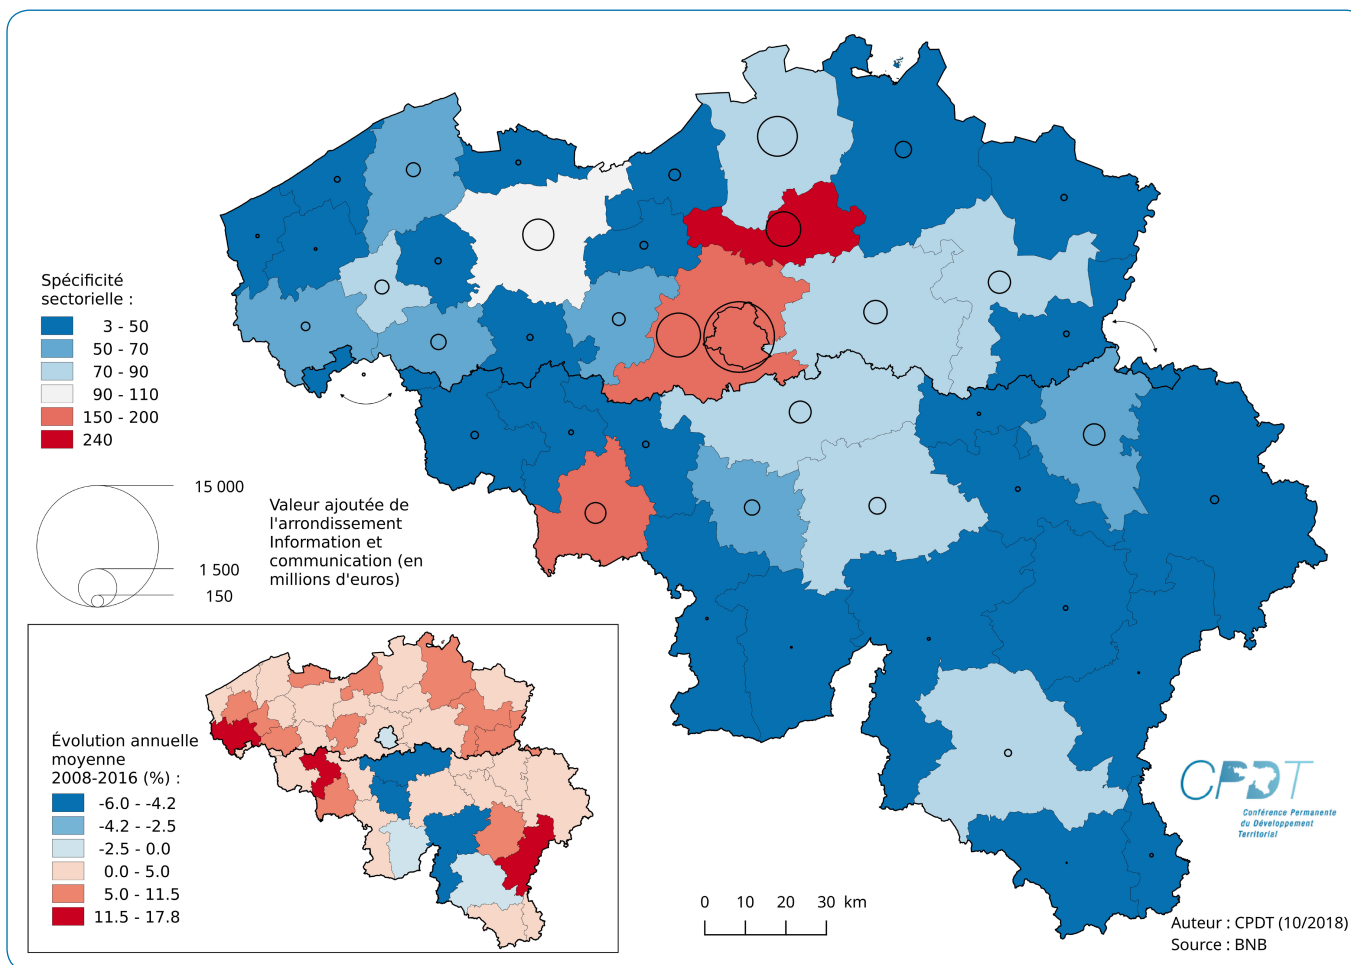 Spécificité
sectorielle :
3 - 50
50 - 70
70 - 90
90 - 110
150 - 200
240
15 000
1 500
150
Valeur ajoutée de
l'arrondissement
Information et
communication (en
millions d'euros)
Évolution annuelle
moyenne
2008-2016 (%) :
-6.0 - -4.2
-4.2 - -2.5
-2.5 - 0.0
0.0 - 5.0
5.0 - 11.5
11.5 - 17.8
0 10 20 30 km
CPDT
Conférence Permanente
du Développement
Territorial
Auteur : CPDT (10/2018)
Source : BNB